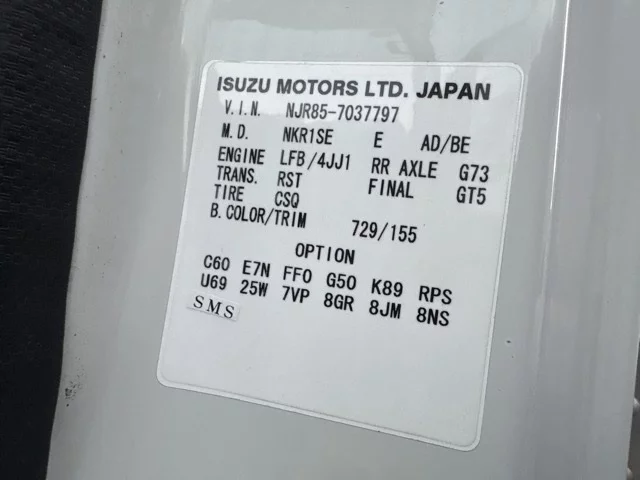 ISUZU MOTORS LTD. JAPAN
V.I.N. NJR85-7037797
M.D. NKR1SE E AD/BE
ENGINE LFB/4JJ1 RR AXLE G73
TRANS. RST FINAL GT5
TIRE CSQ
B.COLOR/TRIM 729/155
OPTION
C60 E7N FF0 G50 K89 RPS
U69 25W 7VP 8GR 8JM 8NS
SMS